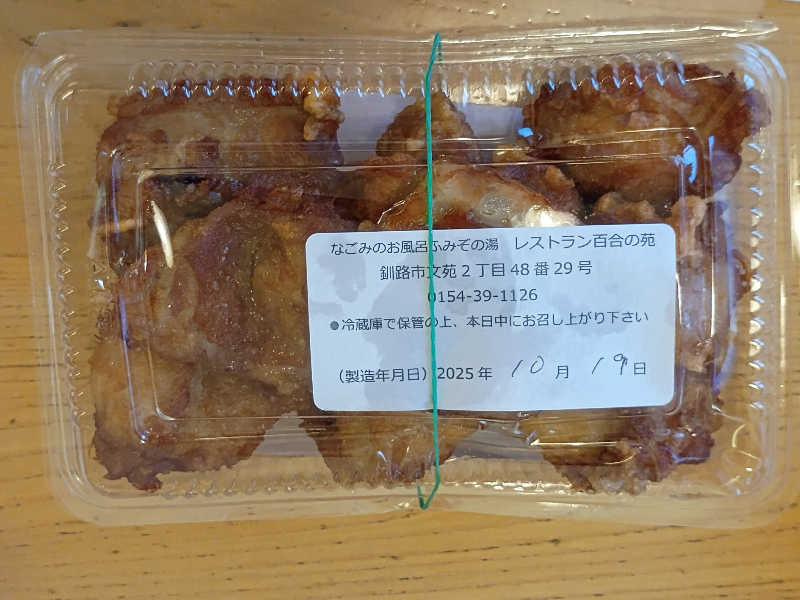 なごみのお風呂ふみぞの湯　レストラン百合の苑
釧路市文苑2丁目48番29号
0154-39-1126
●冷蔵庫で保管の上、本日中にお召し上がり下さい
（製造年月日）2025年 10月 19日